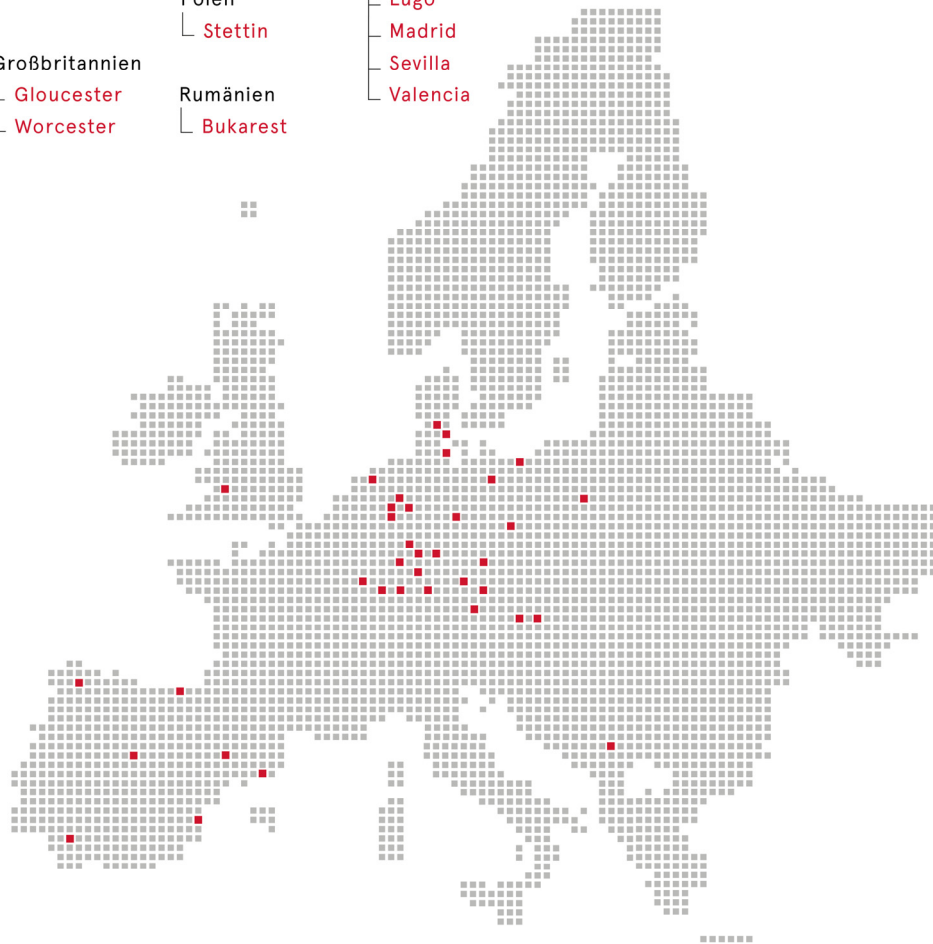 Polen
Stettin
Großbritannien
Gloucester
Worcester
Rumänien
Bukarest
Lugo
Madrid
Sevilla
Valencia